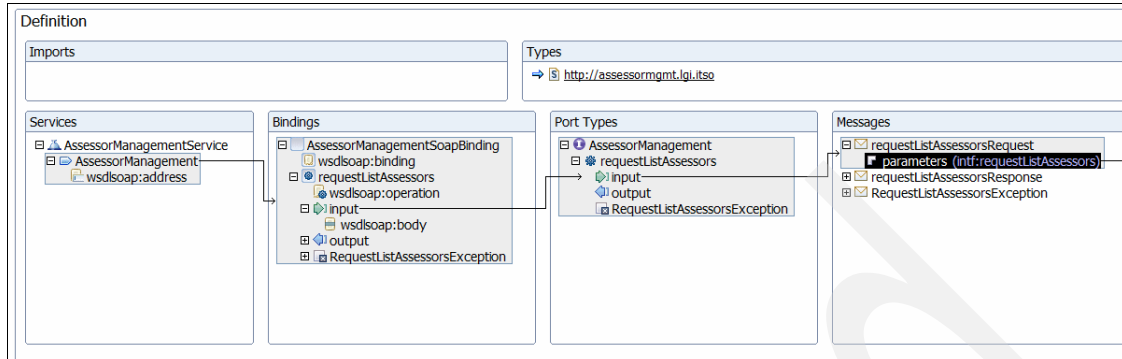 Definition
Imports
Types
http://assessormgmt.lgi.itso
Services
AssessorManagementService
AssessorManagement
wsdlsoap:address
Bindings
AssessorManagementSoapBinding
wsdlsoap:binding
requestListAssessors
wsdlsoap:operation
input
wsdlsoap:body
output
RequestListAssessorsException
Port Types
AssessorManagement
requestListAssessors
input
output
RequestListAssessorsException
Messages
requestListAssessorsRequest
parameters (intf:requestListAssessors)
requestListAssessorsResponse
RequestListAssessorsException